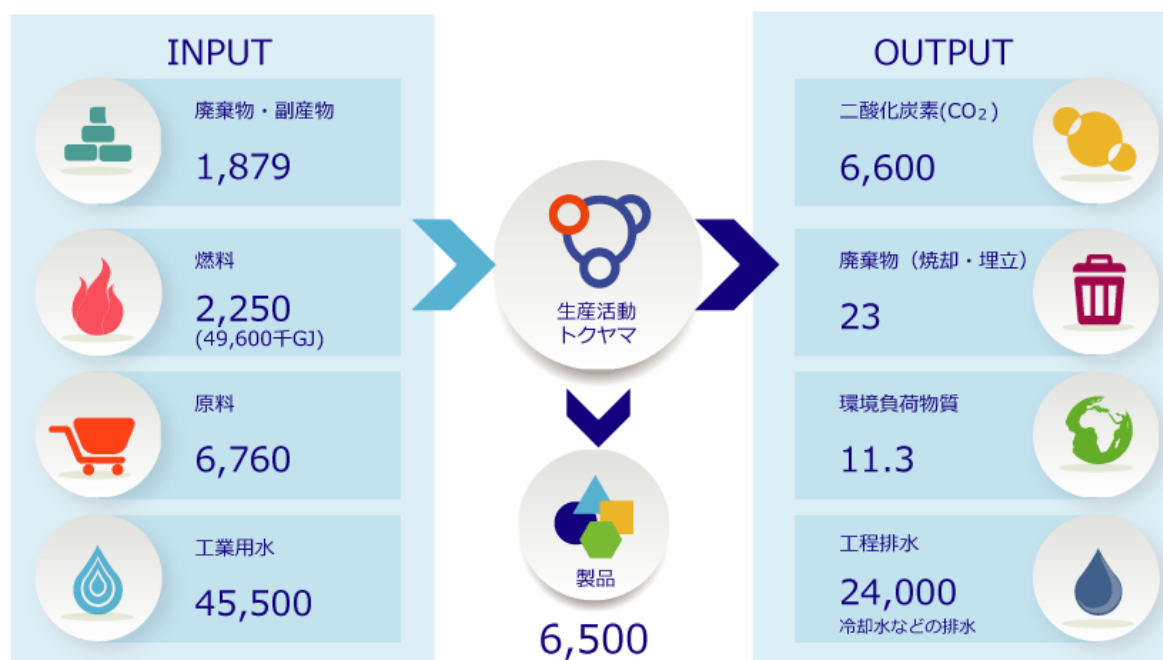 INPUT
廃棄物・副産物
1,879
燃料
2,250
(49,600千GJ)
原料
6,760
工業用水
45,500
生産活動
トクヤマ
製品
6,500
OUTPUT
二酸化炭素(CO₂)
6,600
廃棄物（焼却・埋立）
23
環境負荷物質
11.3
工程排水
24,000
冷却水などの排水